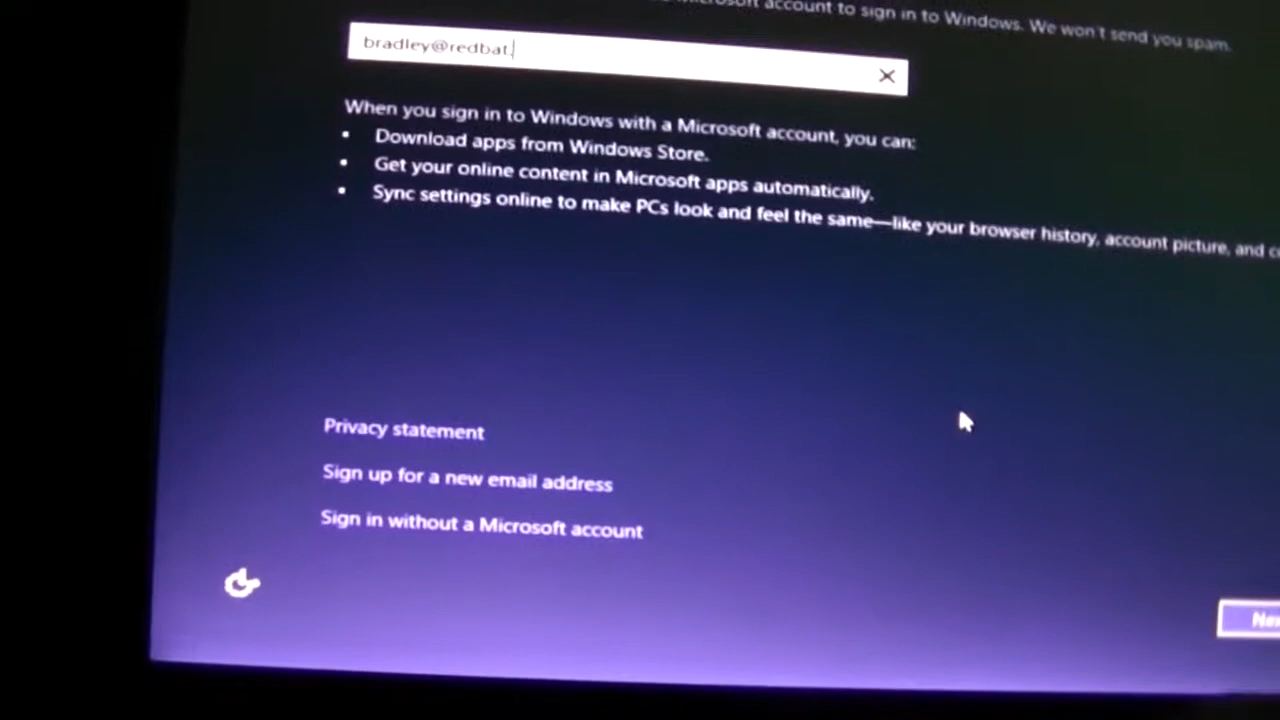 account to sign in to Windows. We won't send you spam.
bradley@redbat.
When you sign in to Windows with a Microsoft account, you can:
• Download apps from Windows Store.
• Get your online content in Microsoft apps automatically.
• Sync settings online to make PCs look and feel the same—like your browser history, account picture, and
Privacy statement
Sign up for a new email address
Sign in without a Microsoft account